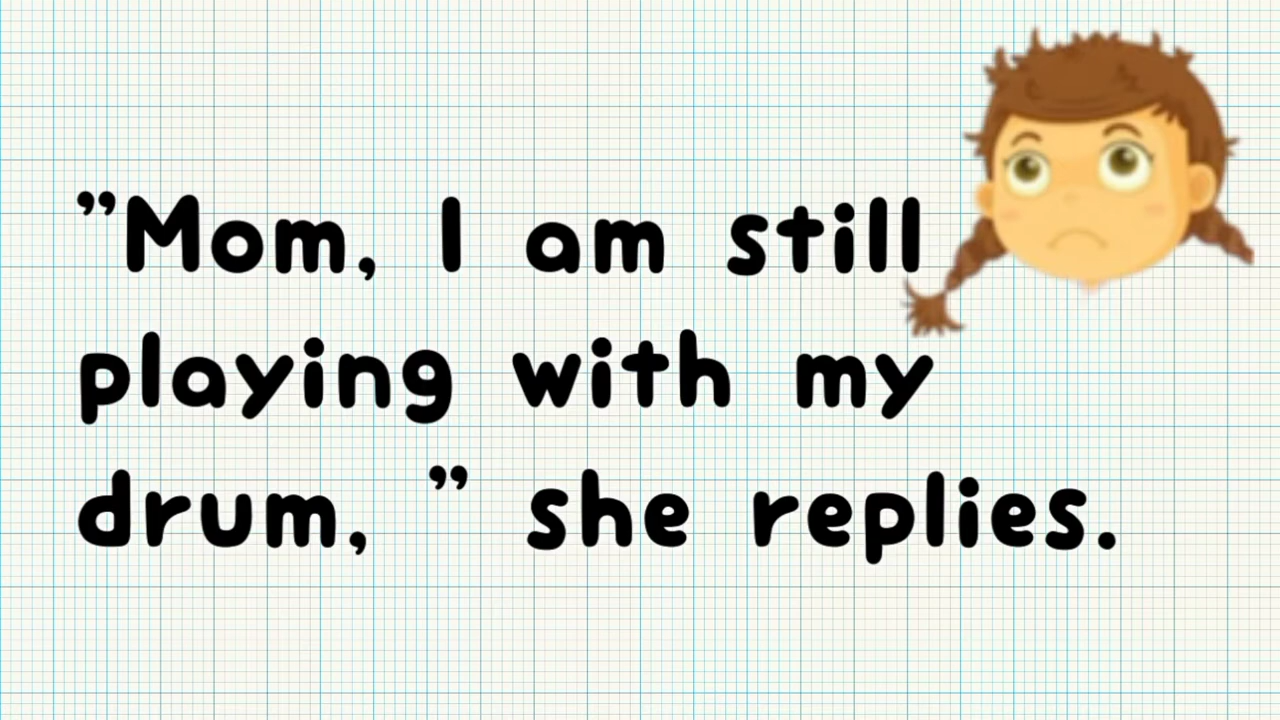 ”Mom, I am still
playing with my
drum, ” she replies.